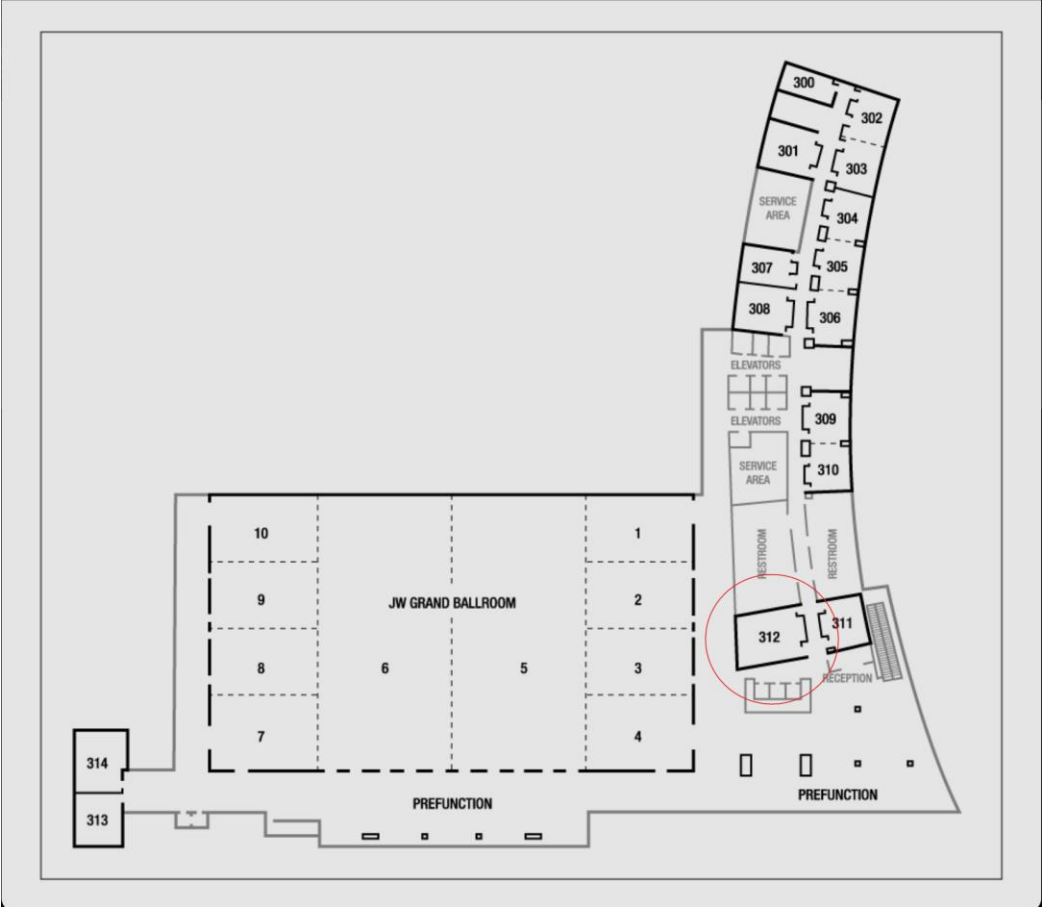 300
302
301
303
SERVICE
AREA
304
307
305
308
306
ELEVATORS
ELEVATORS
309
SERVICE
AREA
310
10
1
RESTROOM
RESTROOM
9
JW GRAND BALLROOM
2
312
311
8
6
5
3
RECEPTION
7
4
314
PREFUNCTION
PREFUNCTION
313